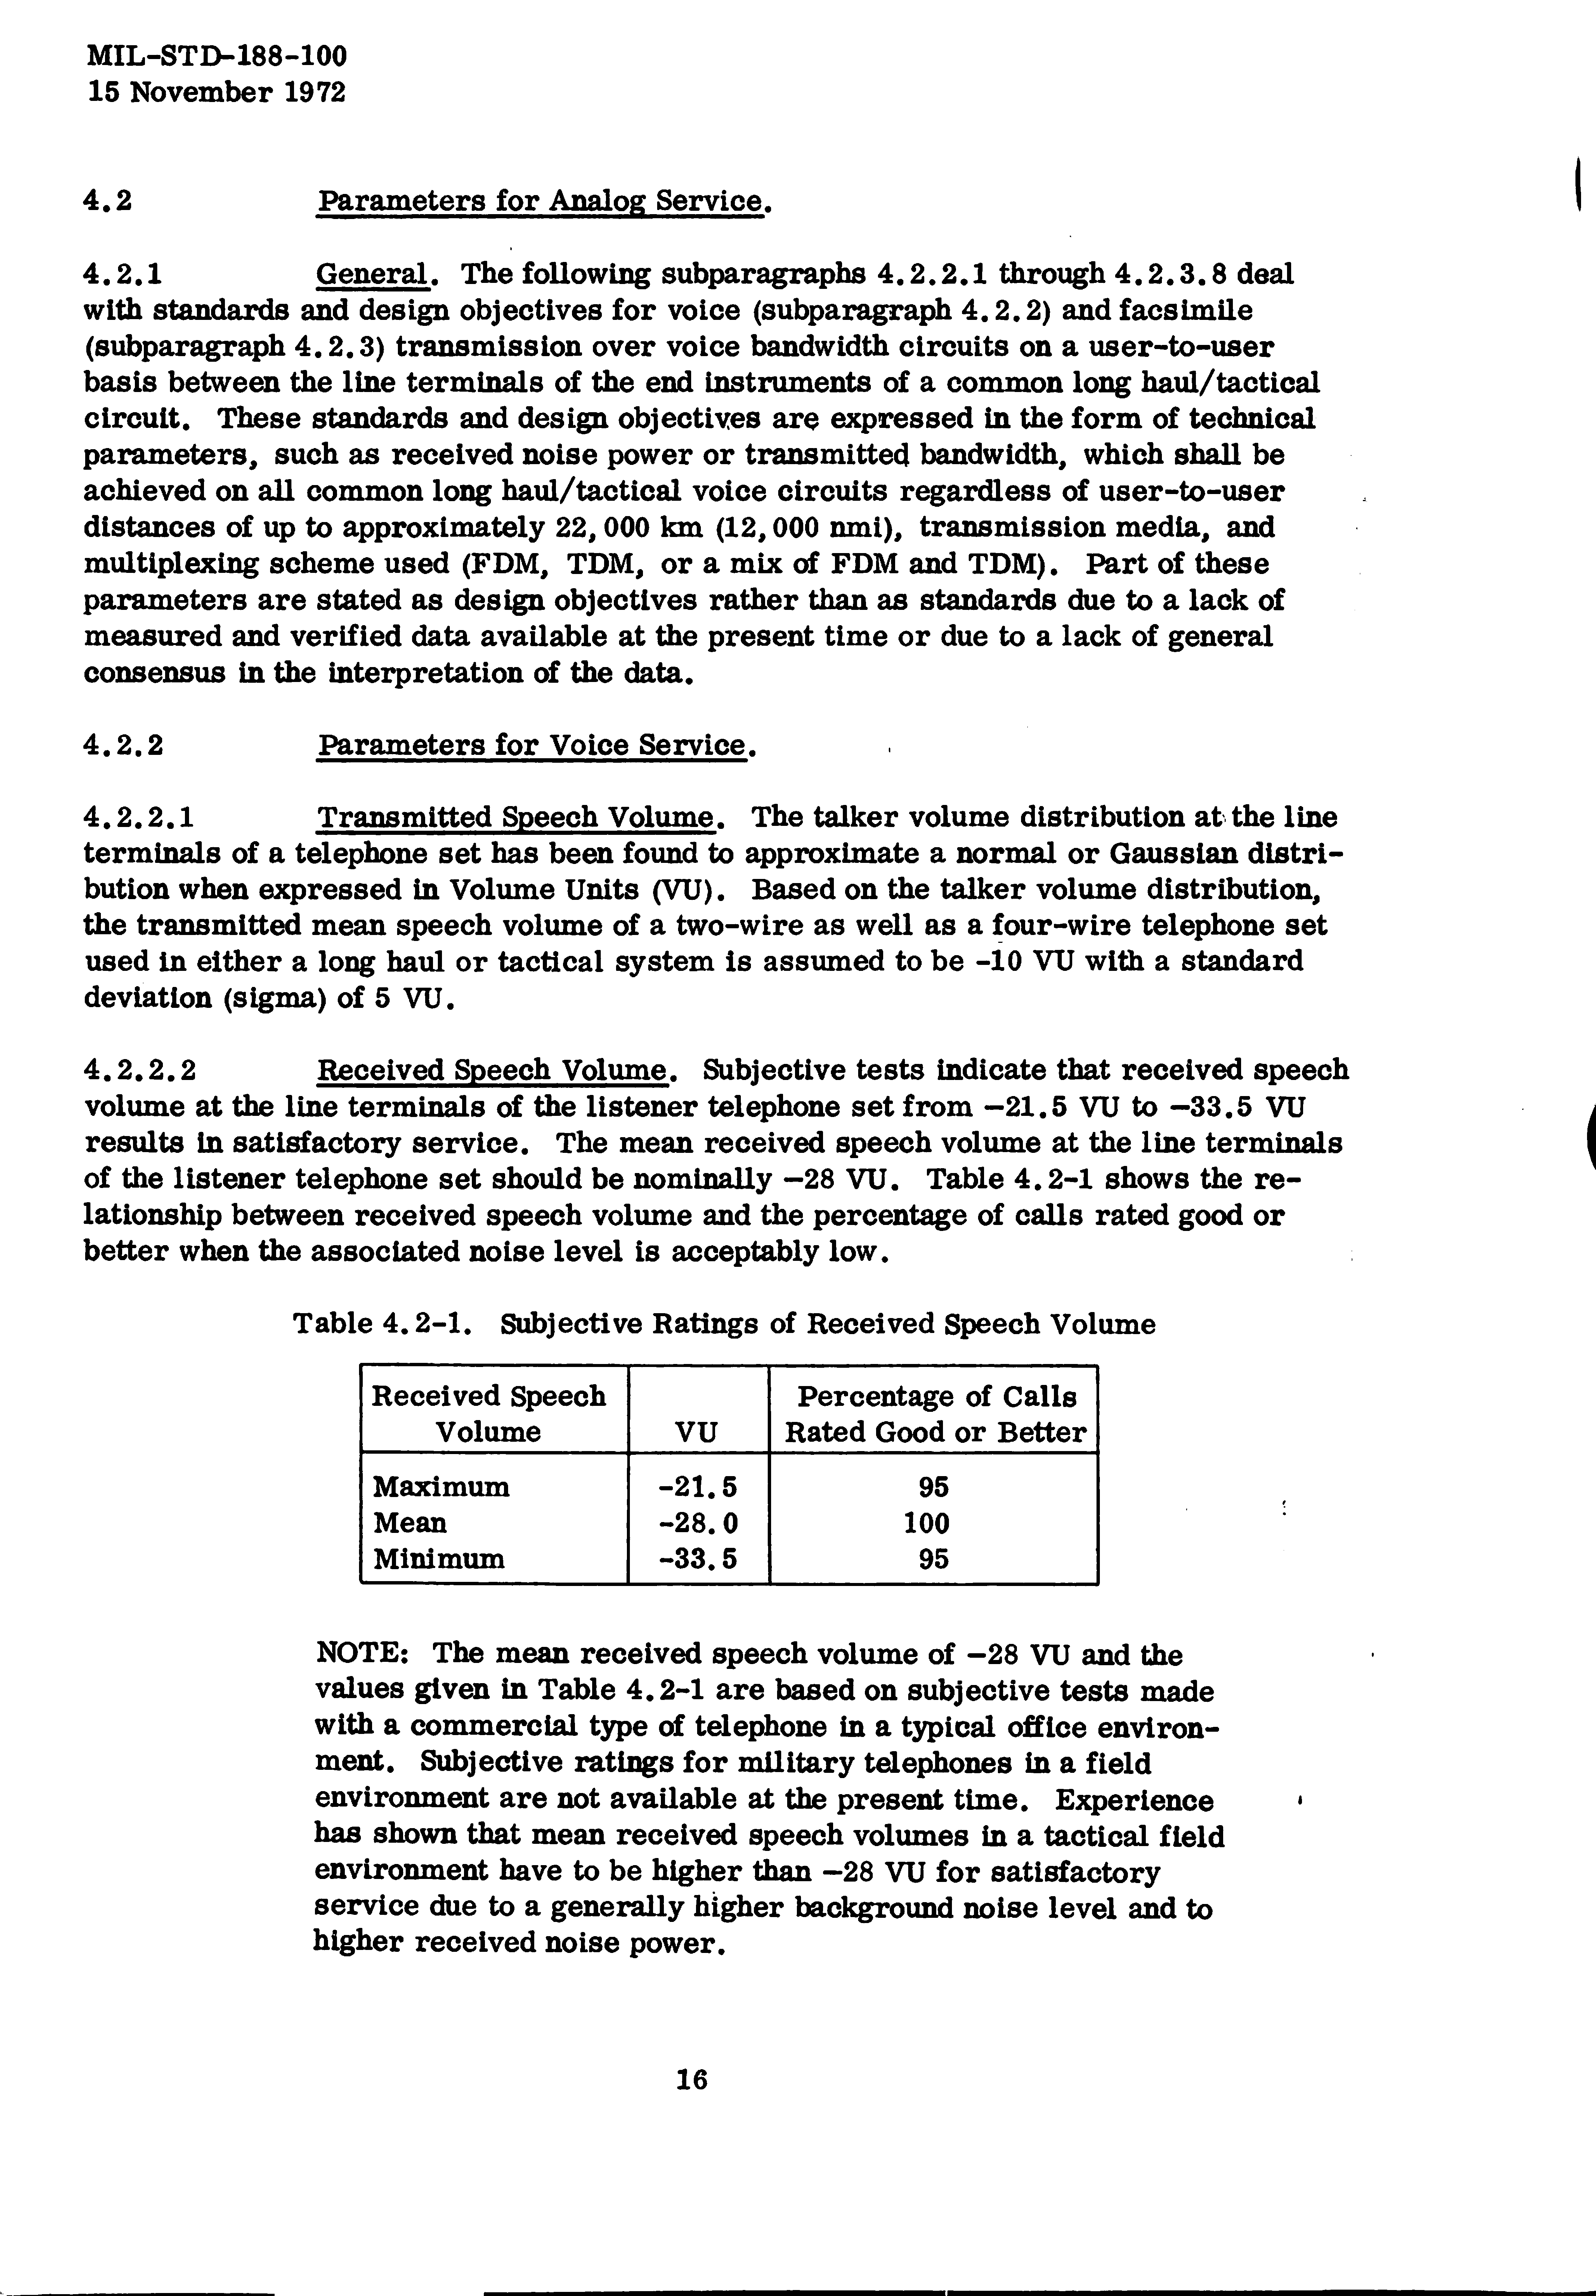 MIL-STD-188-100
15 November 1972
4.2 Parameters for Analog Service.
4.2.1 General. The following subparagraphs 4.2.2.1 through 4.2.3.8 deal
with standards and design objectives for voice (subparagraph 4.2.2) and facsimile
(subparagraph 4.2.3) transmission over voice bandwidth circuits on a user-to-user
basis between the line terminals of the end instruments of a common long haul/tactical
circuit. These standards and design objectives are expressed in the form of technical
parameters, such as received noise power or transmitted bandwidth, which shall be
achieved on all common long haul/tactical voice circuits regardless of user-to-user
distances of up to approximately 22,000 km (12,000 nmi), transmission media, and
multiplexing scheme used (FDM, TDM, or a mix of FDM and TDM). Part of these
parameters are stated as design objectives rather than as standards due to a lack of
measured and verified data available at the present time or due to a lack of general
consensus in the interpretation of the data.
4.2.2 Parameters for Voice Service.
4.2.2.1 Transmitted Speech Volume. The talker volume distribution at the line
terminals of a telephone set has been found to approximate a normal or Gaussian distri-
bution when expressed in Volume Units (VU). Based on the talker volume distribution,
the transmitted mean speech volume of a two-wire as well as a four-wire telephone set
used in either a long haul or tactical system is assumed to be -10 VU with a standard
deviation (sigma) of 5 VU.
4.2.2.2 Received Speech Volume. Subjective tests indicate that received speech
volume at the line terminals of the listener telephone set from -21.5 VU to -33.5 VU
results in satisfactory service. The mean received speech volume at the line terminals
of the listener telephone set should be nominally -28 VU. Table 4.2-1 shows the re-
lationship between received speech volume and the percentage of calls rated good or
better when the associated noise level is acceptably low.
Table 4.2-1. Subjective Ratings of Received Speech Volume
Received Speech Percentage of Calls
Volume VU Rated Good or Better
Maximum -21.5 95
Mean -28.0 100
Minimum -33.5 95
NOTE: The mean received speech volume of -28 VU and the
values given in Table 4.2-1 are based on subjective tests made
with a commercial type of telephone in a typical office environ-
ment. Subjective ratings for military telephones in a field
environment are not available at the present time. Experience
has shown that mean received speech volumes in a tactical field
environment have to be higher than -28 VU for satisfactory
service due to a generally higher background noise level and to
higher received noise power.
16